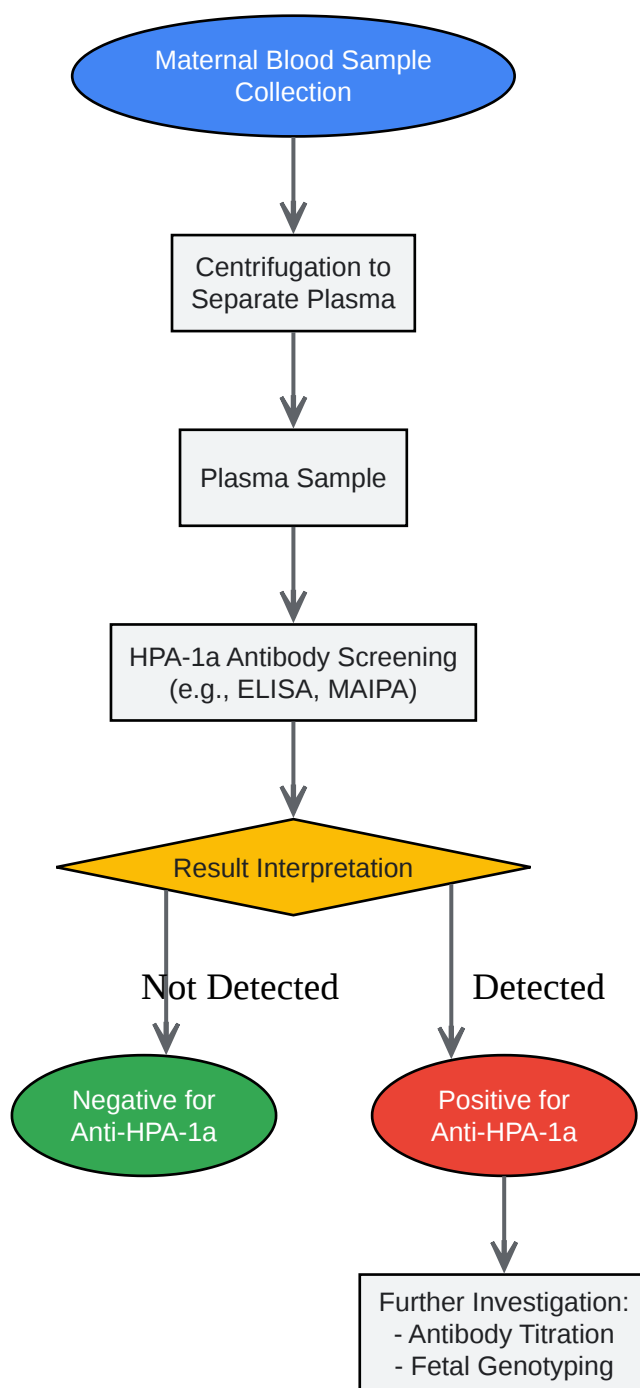 Maternal Blood Sample
Collection
Centrifugation to
Separate Plasma
Plasma Sample
HPA-1a Antibody Screening
(e.g., ELISA, MAIPA)
Result Interpretation
Not Detected
Detected
Negative for
Anti-HPA-1a
Positive for
Anti-HPA-1a
Further Investigation:
- Antibody Titration
- Fetal Genotyping